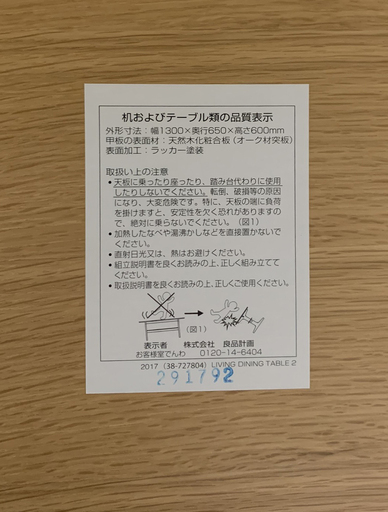 机およびテーブル類の品質表示
外形寸法：幅1300×奥行650×高さ600mm
甲板の表面材：天然木化粧合板（オーク材突板）
表面加工：ラッカー塗装
取扱い上の注意
・天板に乗ったり座ったり、踏み台代わりに使用
したりしないでください。転倒、破損等の原因
になり、大変危険です。特に、天板の端に負荷
を掛けますと、安定性を欠く恐れがありますの
で、絶対に乗らないでください。（図1）
・加熱したなべや湯沸かしなどを直接置かないで
ください。
・直射日光又は、熱はお避けください。
・組立説明書を良くお読みの上、正しく組み立ててく
ださい。
・取扱説明書を良くお読みの上、正しくご使用ください。
（図1）
表示者　株式会社　良品計画
お客様室でんわ　0120-14-6404
2017 (38-727804) LIVING DINING TABLE 2
291792